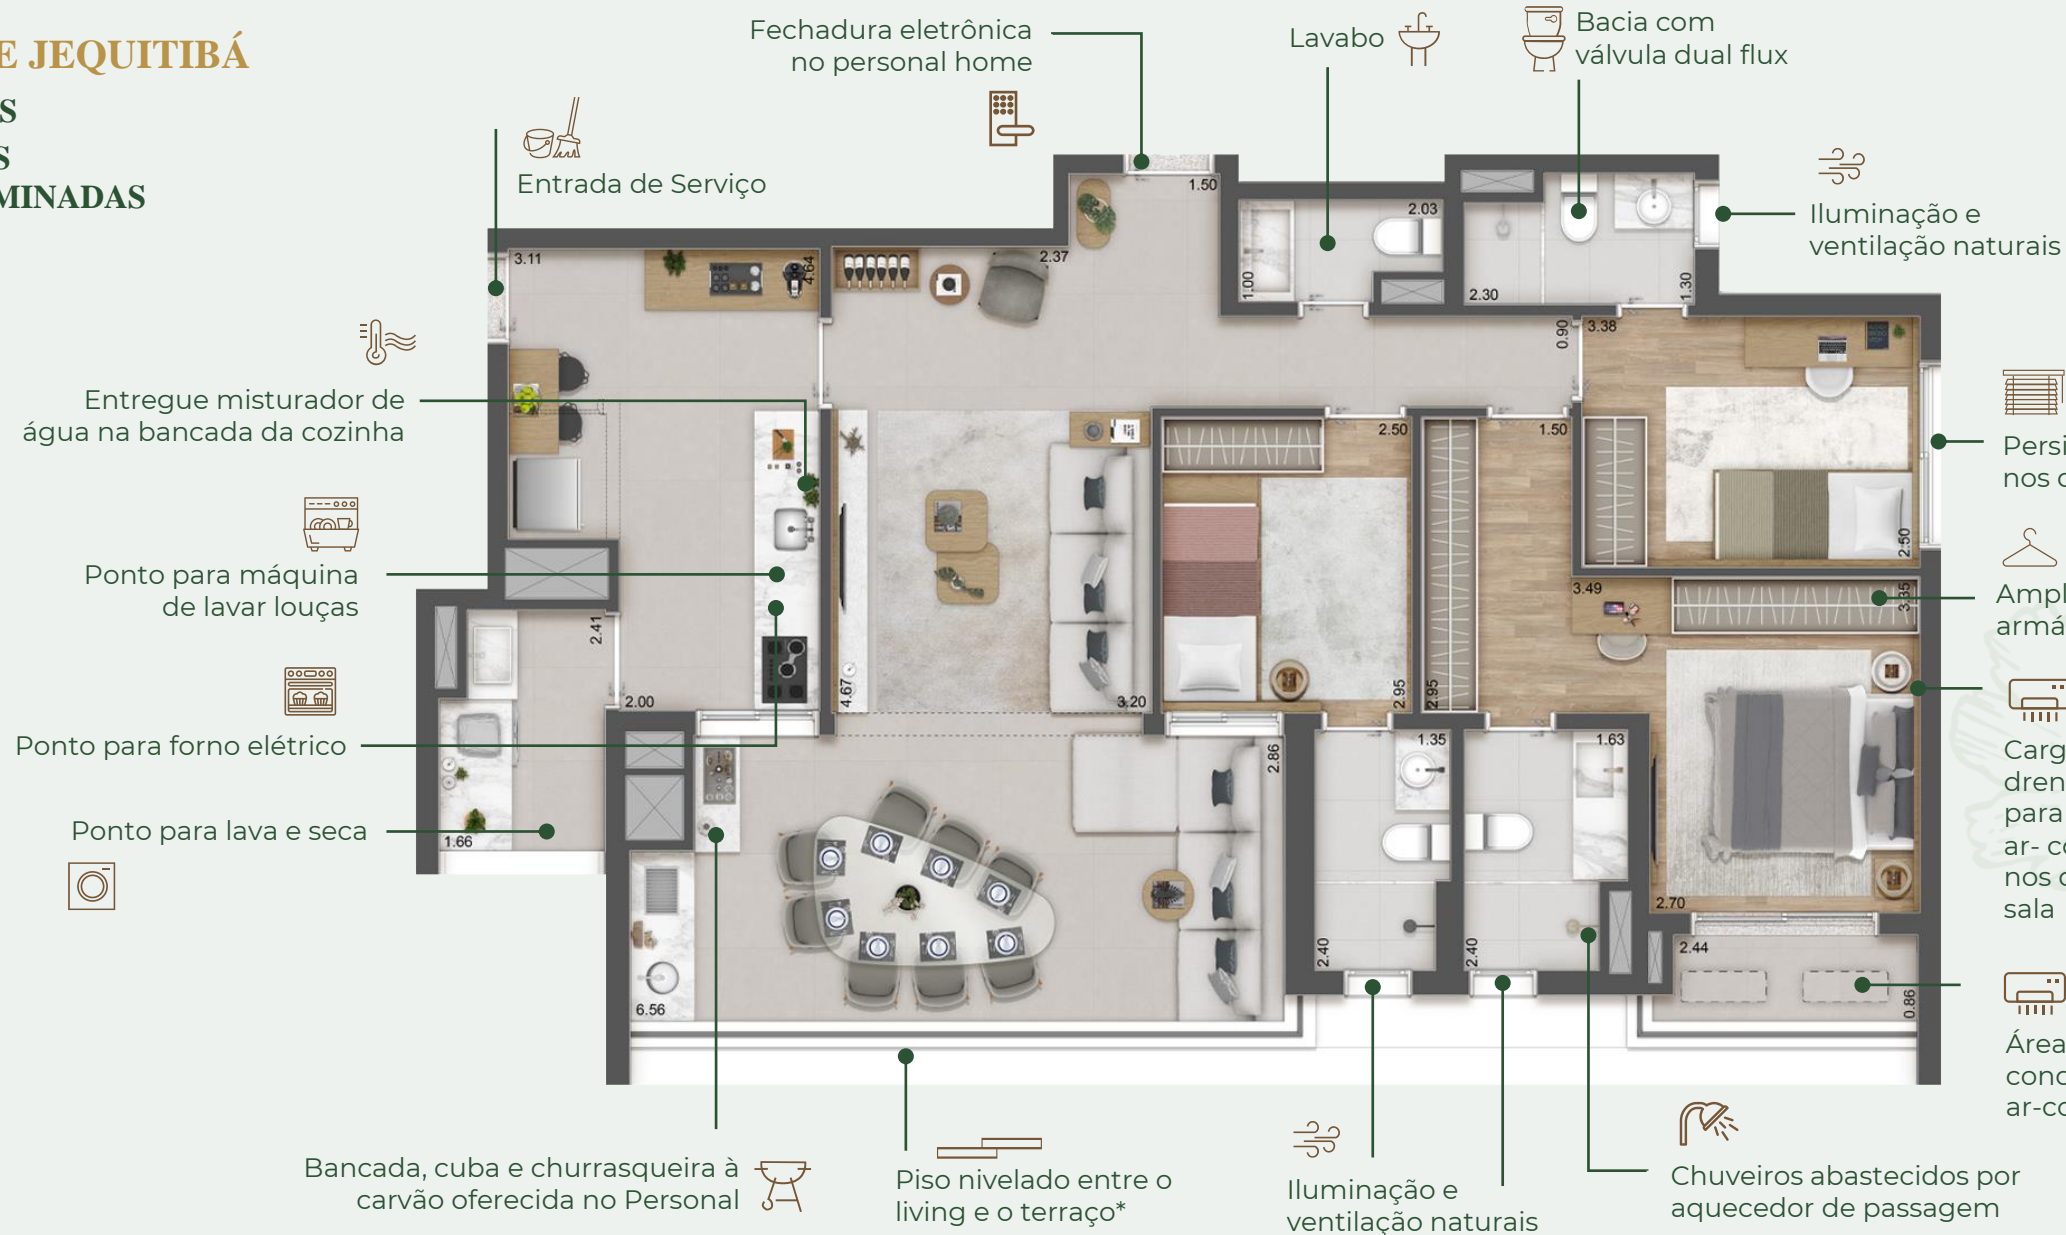 E JEQUITIBÁ
S
S
MINADAS
Fechadura eletrônica
no personal home
Lavabo
Bacia com
válvula dual flux
Entrada de Serviço
Iluminação e
ventilação naturais
Entregue misturador de
água na bancada da cozinha
Ponto para máquina
de lavar louças
Ponto para forno elétrico
Ponto para lava e seca
Persi
nos d
Ampl
armá
Carg
dren
para
ar- co
nos d
sala
Área
cond
ar-co
Bancada, cuba e churrasqueira à
carvão oferecida no Personal
Piso nivelado entre o
living e o terraço*
Iluminação e
ventilação naturais
Chuveiros abastecidos por
aquecedor de passagem
1.50
2.03
3.11
4.64
2.37
1.00
2.30
1.30
0.90
3.38
2.50
1.50
2.50
3.49
3.35
2.41
2.00
4.67
3.20
2.95
2.95
1.66
2.86
1.35
1.63
2.70
2.40
2.40
2.44
0.86
6.56